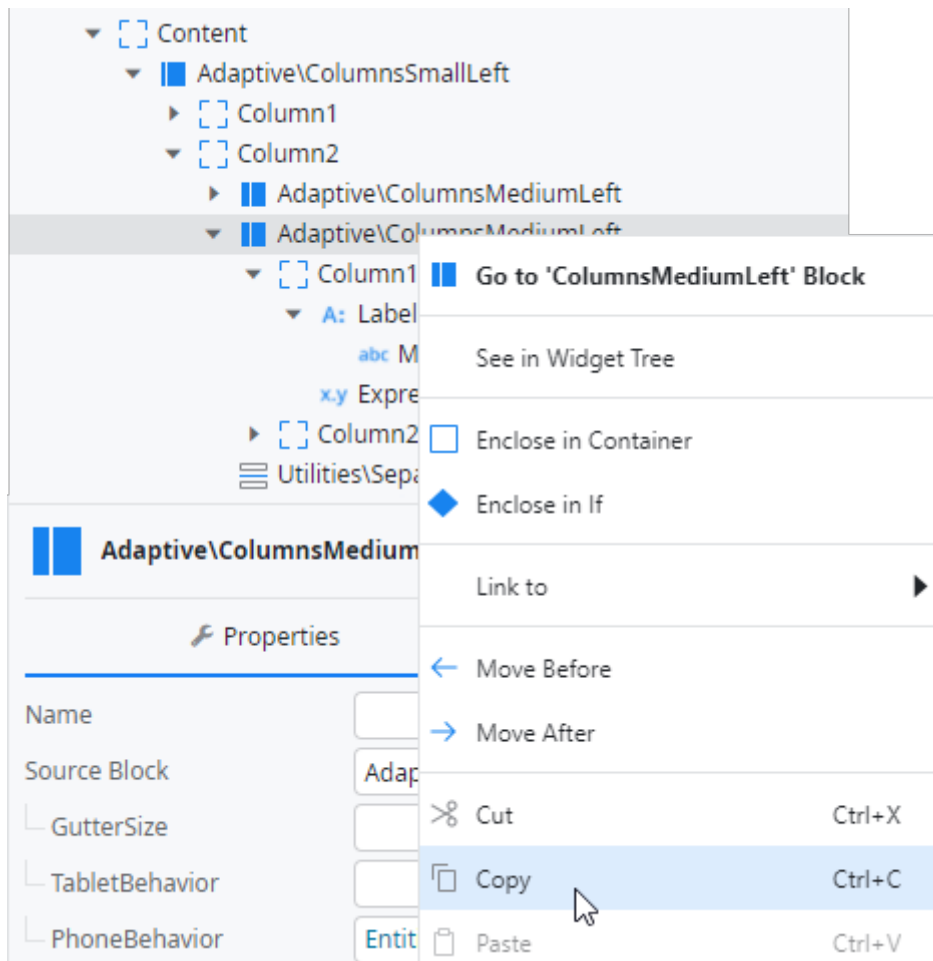 Content
Adaptive\ColumnsSmallLeft
Column1
Column2
Adaptive\ColumnsMediumLeft
Adaptive\ColumnsMediumLeft
Column1
A: Label
abc M
x.y Expre
Column2
Utilities\Sepa
Adaptive\ColumnsMedium
Properties
Name
Source Block Adap
GutterSize
TabletBehavior
PhoneBehavior Entit
Go to 'ColumnsMediumLeft' Block
See in Widget Tree
Enclose in Container
Enclose in If
Link to
Move Before
Move After
Cut Ctrl+X
Copy Ctrl+C
Paste Ctrl+V